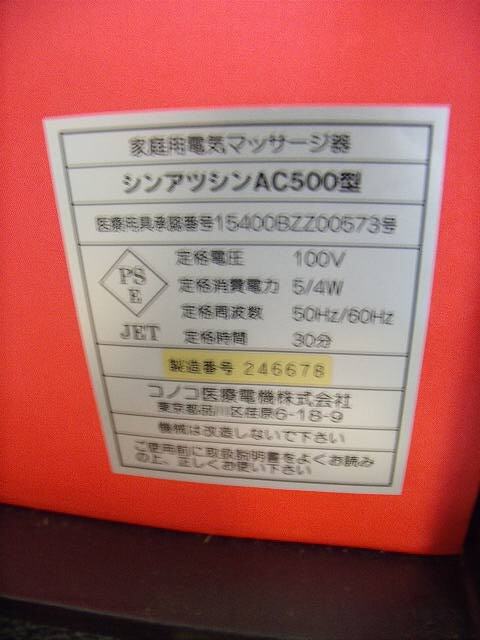 家庭用電気マッサージ器
シンアツシンAC500型
医療用具承認番号15400BZZ00573号
PS
E
JET
定格電圧 100V
定格消費電力 5/4W
定格周波数 50Hz/60Hz
定格時間 30分
製造番号 246678
コノコ医療電機株式会社
東京都品川区荏原6-18-9
機械は改造しないで下さい
ご使用前に取扱説明書をよくお読み
の上、正しくお使い下さい